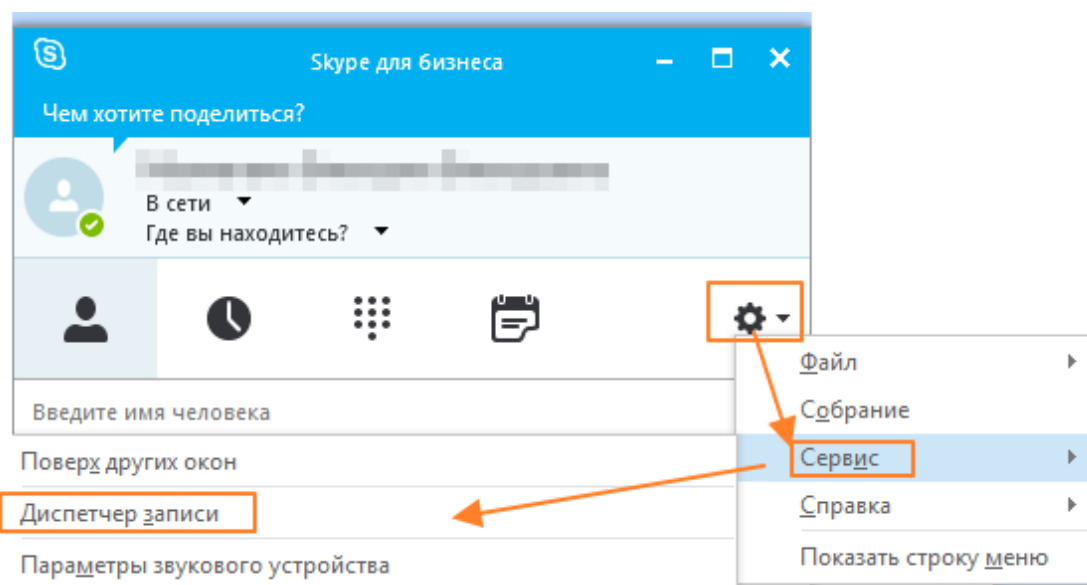 Skype для бизнеса
Чем хотите поделиться?
В сети
Где вы находитесь?
Файл
Введите имя человека
Собрание
Поверх других окон
Сервис
Диспетчер записи
Справка
Параметры звукового устройства
Показать строку меню